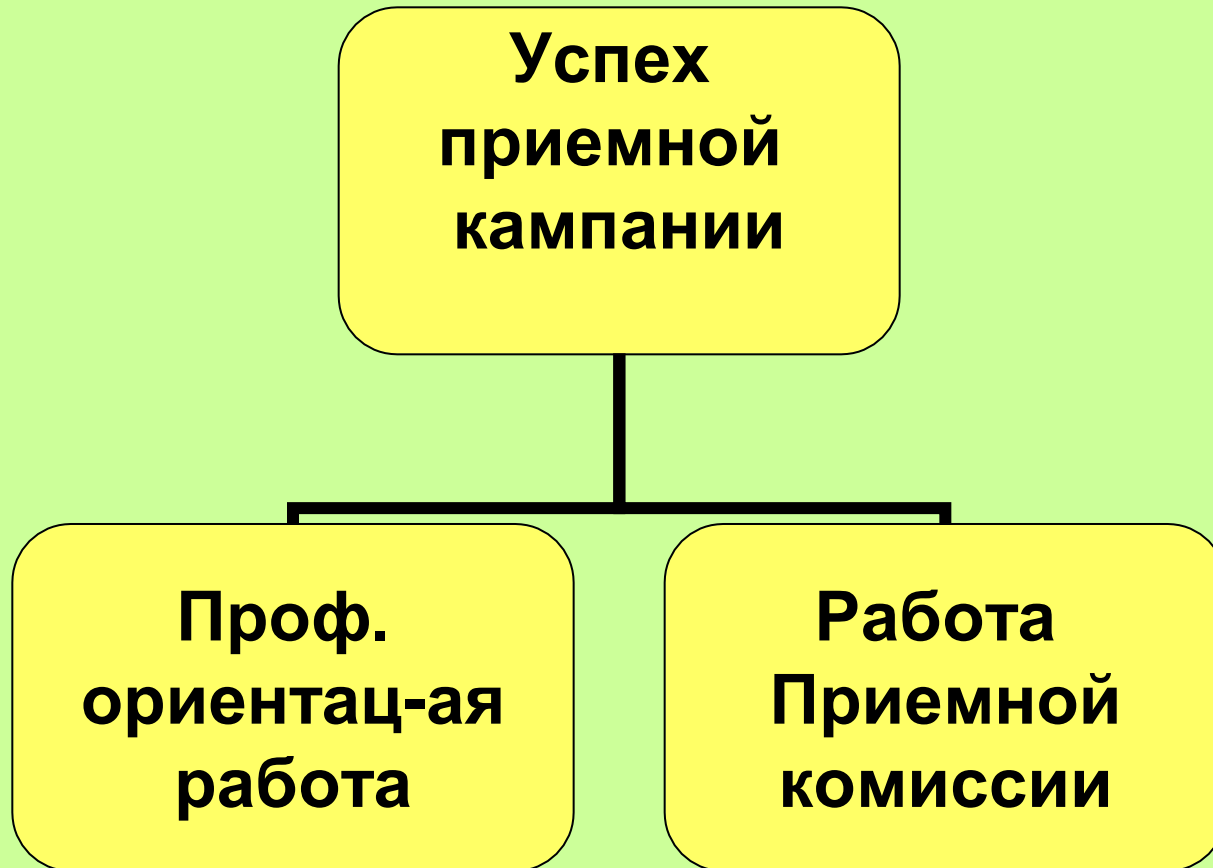 Успех
приемной
кампании
Проф.
ориентац-ая
работа
Работа
Приемной
комиссии